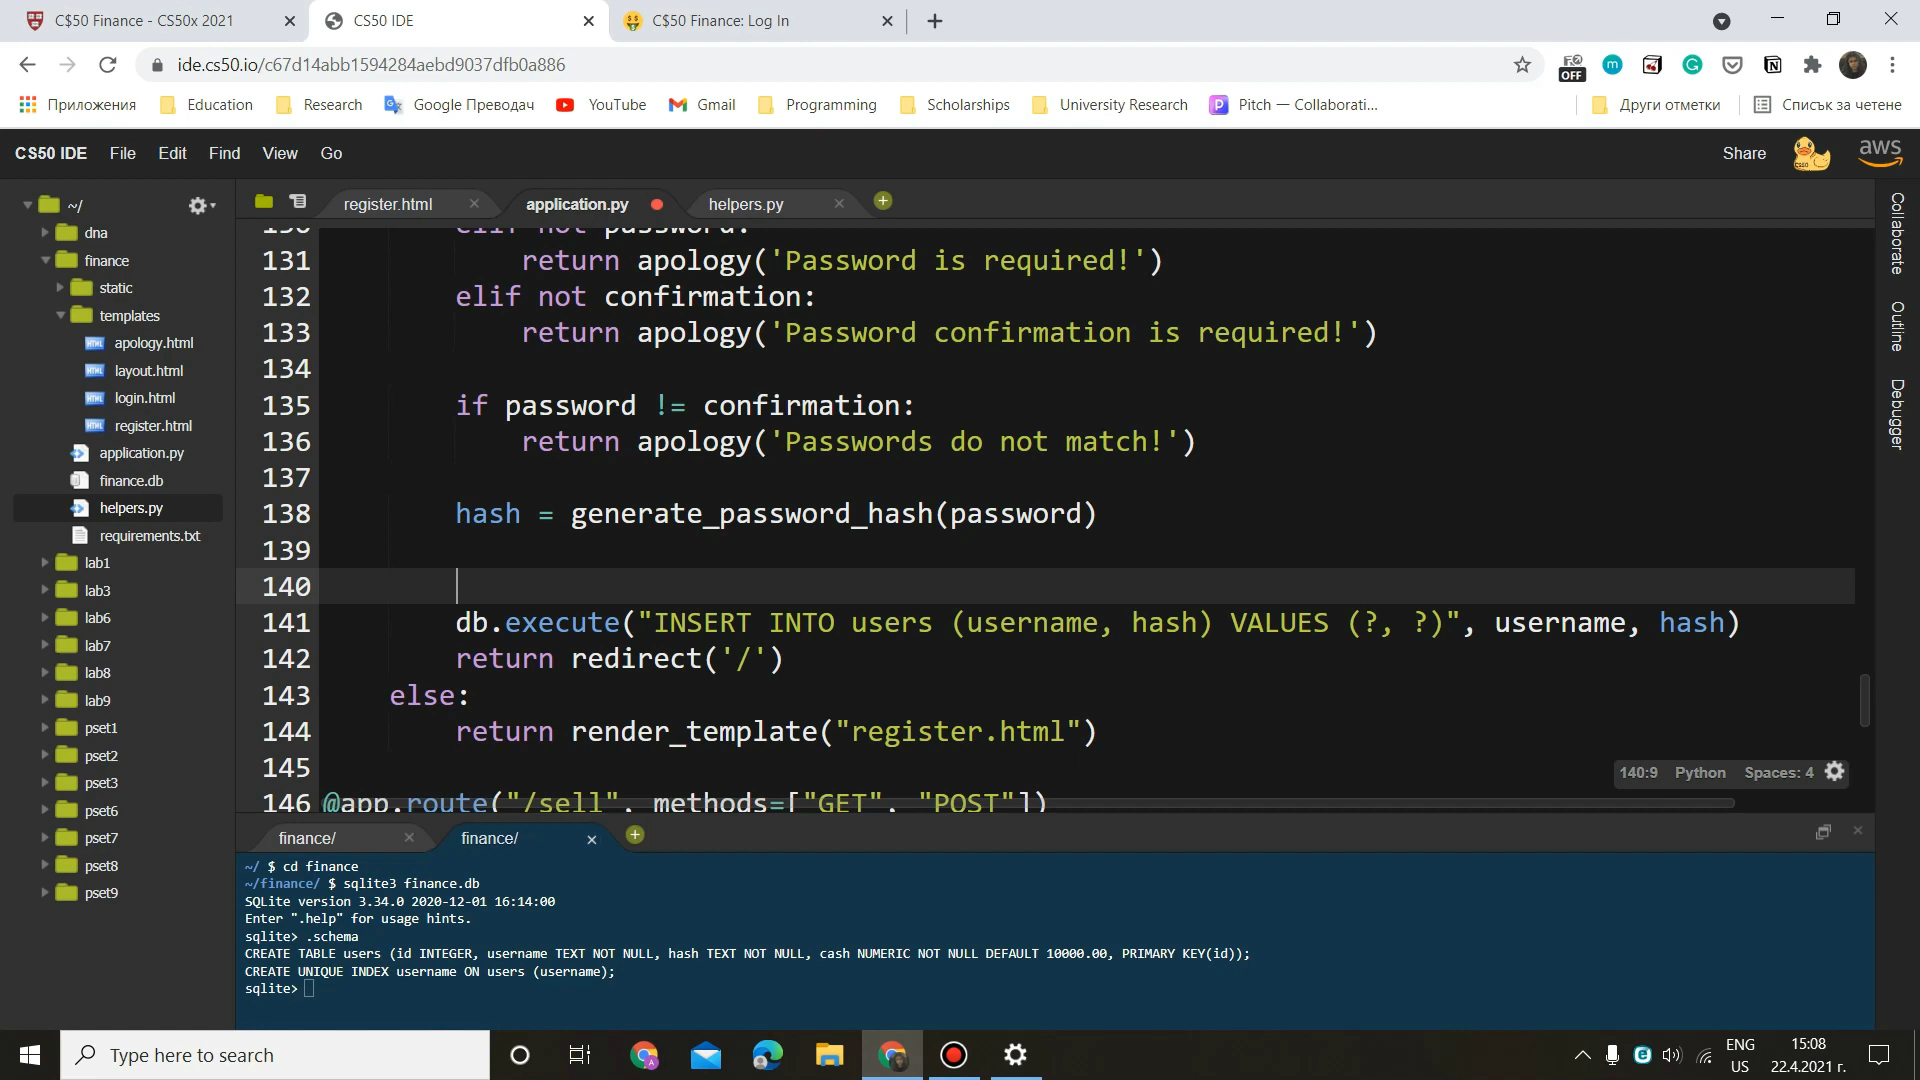 C$50 Finance - CS50x 2021
CS50 IDE
C$50 Finance: Log In
ide.cs50.io/c67d14abb1594284aebd9037dfb0a886
OFF
Приложения
Education
Research
Google Преводач
YouTube
Gmail
Programming
Scholarships
University Research
Pitch — Collaborati...
Други отметки
Списък за четене
CS50 IDE File Edit Find View Go
Share
aws
~/
dna
finance
static
templates
apology.html
layout.html
login.html
register.html
application.py
finance.db
helpers.py
requirements.txt
lab1
lab3
lab6
lab7
lab8
lab9
pset1
pset2
pset3
pset6
pset7
pset8
pset9
register.html
application.py
helpers.py
130 elif not password:
131 return apology('Password is required!')
132 elif not confirmation:
133 return apology('Password confirmation is required!')
134
135 if password != confirmation:
136 return apology('Passwords do not match!')
137
138 hash = generate_password_hash(password)
139
140
141 db.execute("INSERT INTO users (username, hash) VALUES (?, ?)", username, hash)
142 return redirect('/')
143 else:
144 return render_template("register.html")
145
146 @app.route("/sell", methods=["GET", "POST"])
140:9 Python Spaces: 4
Collaborate
Outline
Debugger
finance/
finance/
~/ $ cd finance
~/finance/ $ sqlite3 finance.db
SQLite version 3.34.0 2020-12-01 16:14:00
Enter ".help" for usage hints.
sqlite> .schema
CREATE TABLE users (id INTEGER, username TEXT NOT NULL, hash TEXT NOT NULL, cash NUMERIC NOT NULL DEFAULT 10000.00, PRIMARY KEY(id));
CREATE UNIQUE INDEX username ON users (username);
sqlite>
Type here to search
ENG
US
15:08
22.4.2021 г.